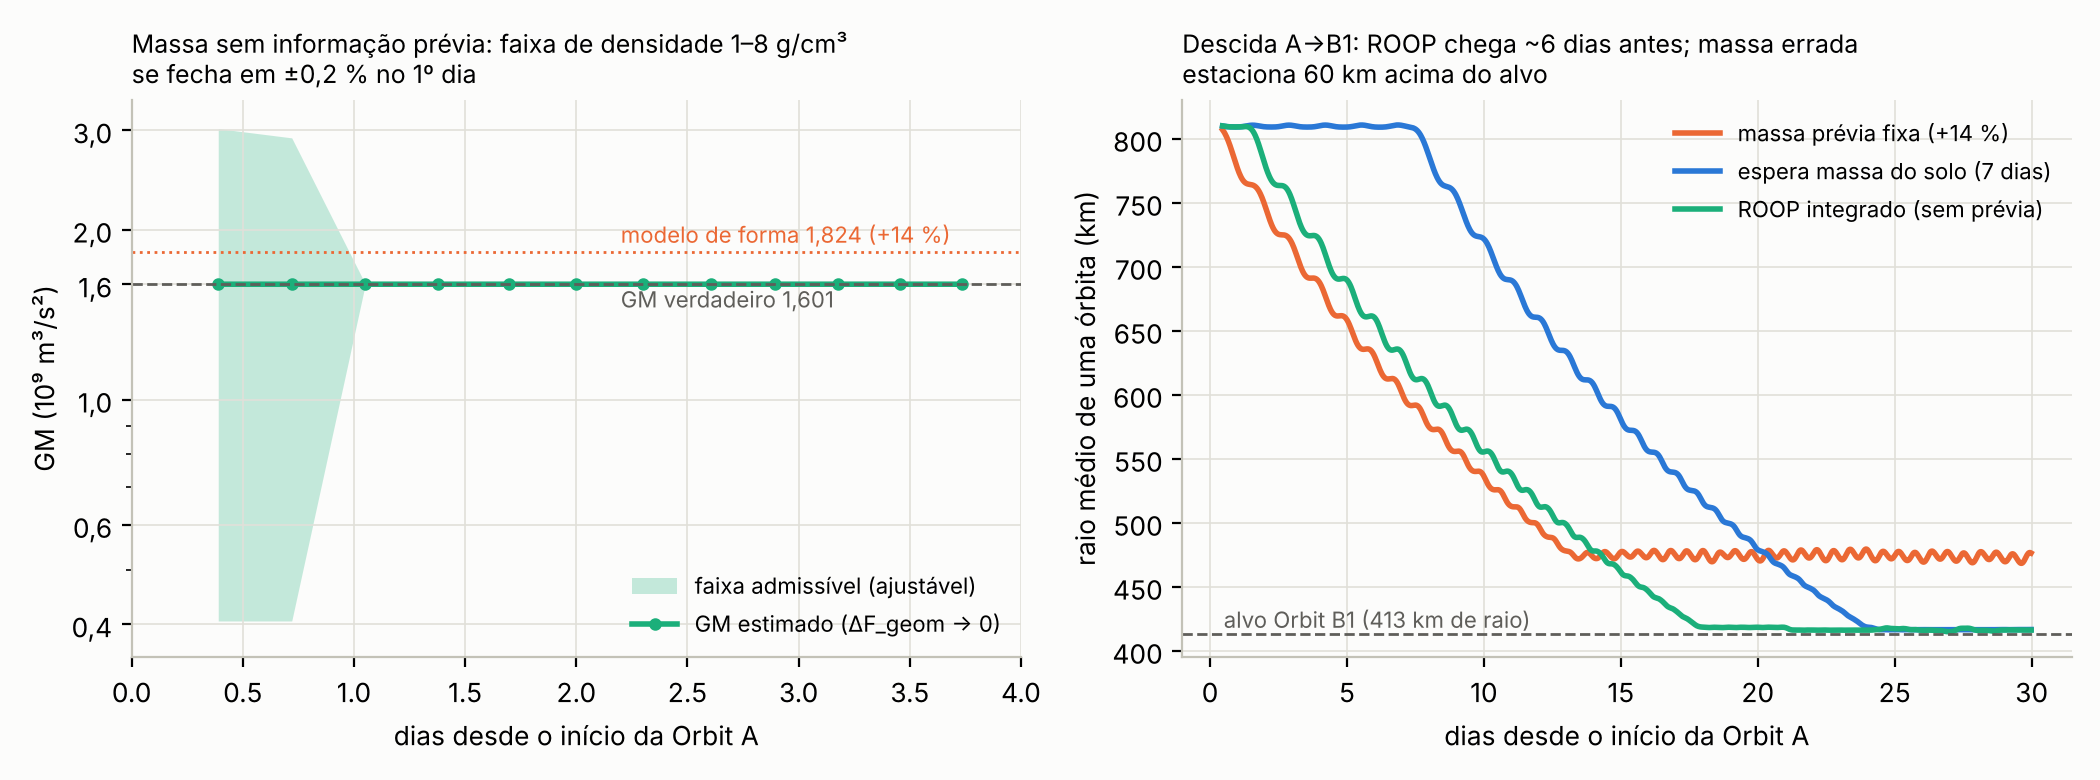 Massa sem informação prévia: faixa de densidade 1–8 g/cm³
se fecha em ±0,2 % no 1º dia
3,0
2,0
1,6
1,0
0,6
0,4
GM (10⁹ m³/s²)
modelo de forma 1,824 (+14 %)
GM verdadeiro 1,601
faixa admissível (ajustável)
GM estimado (ΔF_geom → 0)
0.0 0.5 1.0 1.5 2.0 2.5 3.0 3.5 4.0
dias desde o início da Orbit A
Descida A→B1: ROOP chega ~6 dias antes; massa errada
estaciona 60 km acima do alvo
800
750
700
650
600
550
500
450
400
raio médio de uma órbita (km)
massa prévia fixa (+14 %)
espera massa do solo (7 dias)
ROOP integrado (sem prévia)
alvo Orbit B1 (413 km de raio)
0 5 10 15 20 25 30
dias desde o início da Orbit A